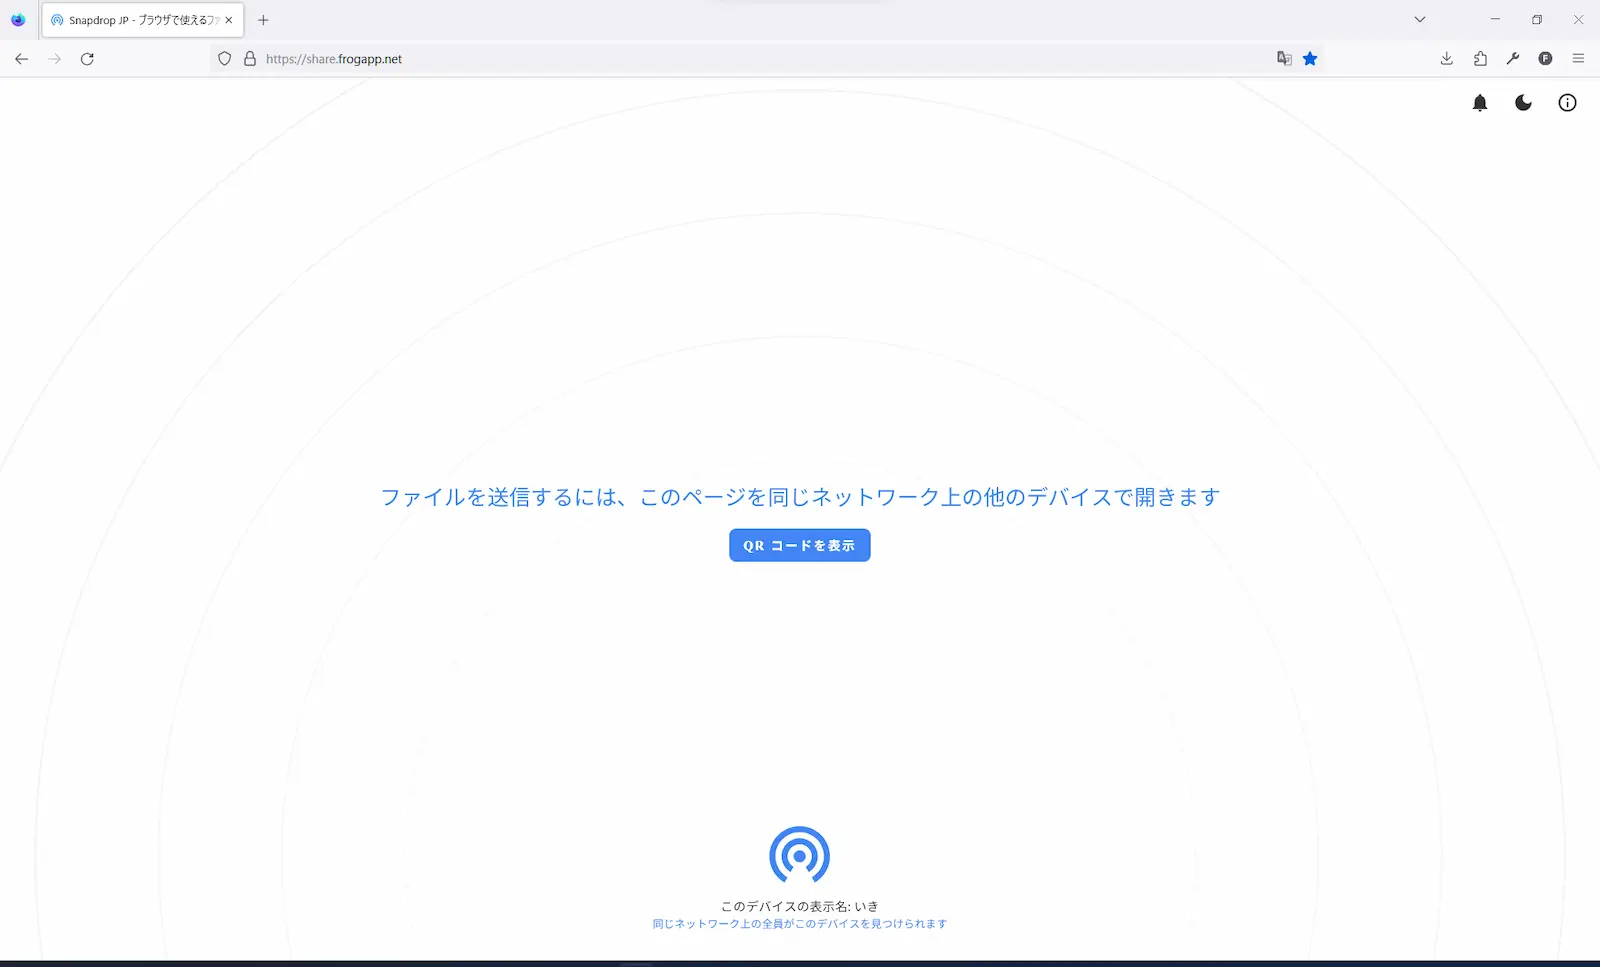 Snapdrop JP - ブラウザで使えるファ
https://share.frogapp.net
F
ファイルを送信するには、このページを同じネットワーク上の他のデバイスで開きます
QR コードを表示
このデバイスの表示名: いき
同じネットワーク上の全員がこのデバイスを見つけられます